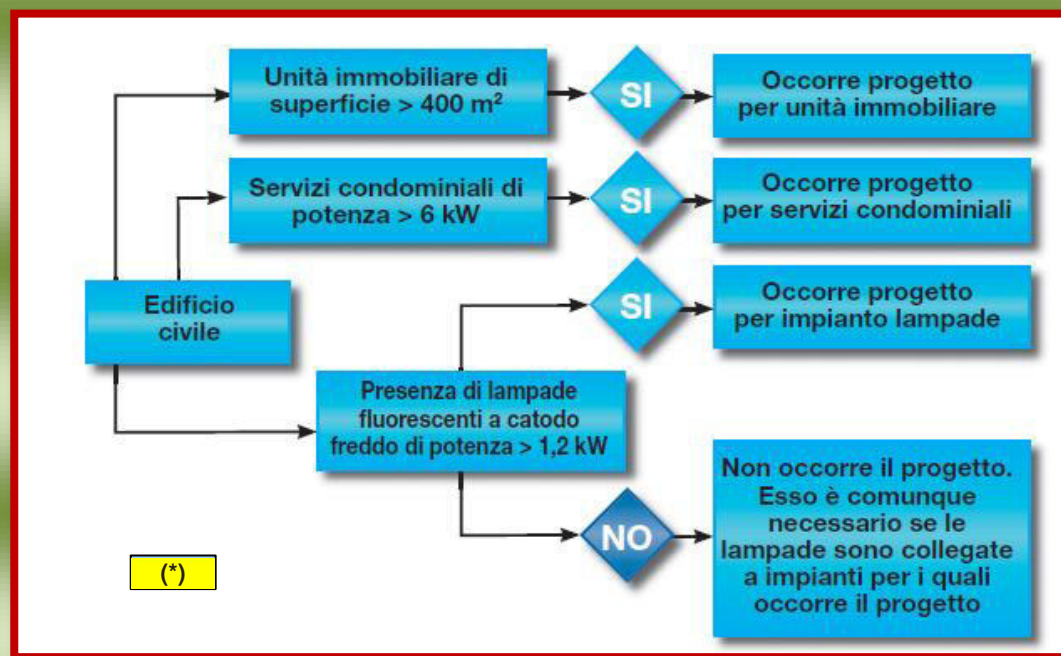 Unità immobiliare di
superficie > 400 m²
SI
Occorre progetto
per unità immobiliare
Servizi condominiali di
potenza > 6 kW
SI
Occorre progetto
per servizi condominiali
Edificio
civile
SI
Occorre progetto
per impianto lampade
Presenza di lampade
fluorescenti a catodo
freddo di potenza > 1,2 kW
NO
Non occorre il progetto.
Esso è comunque
necessario se le
lampade sono collegate
a impianti per i quali
occorre il progetto
(*)